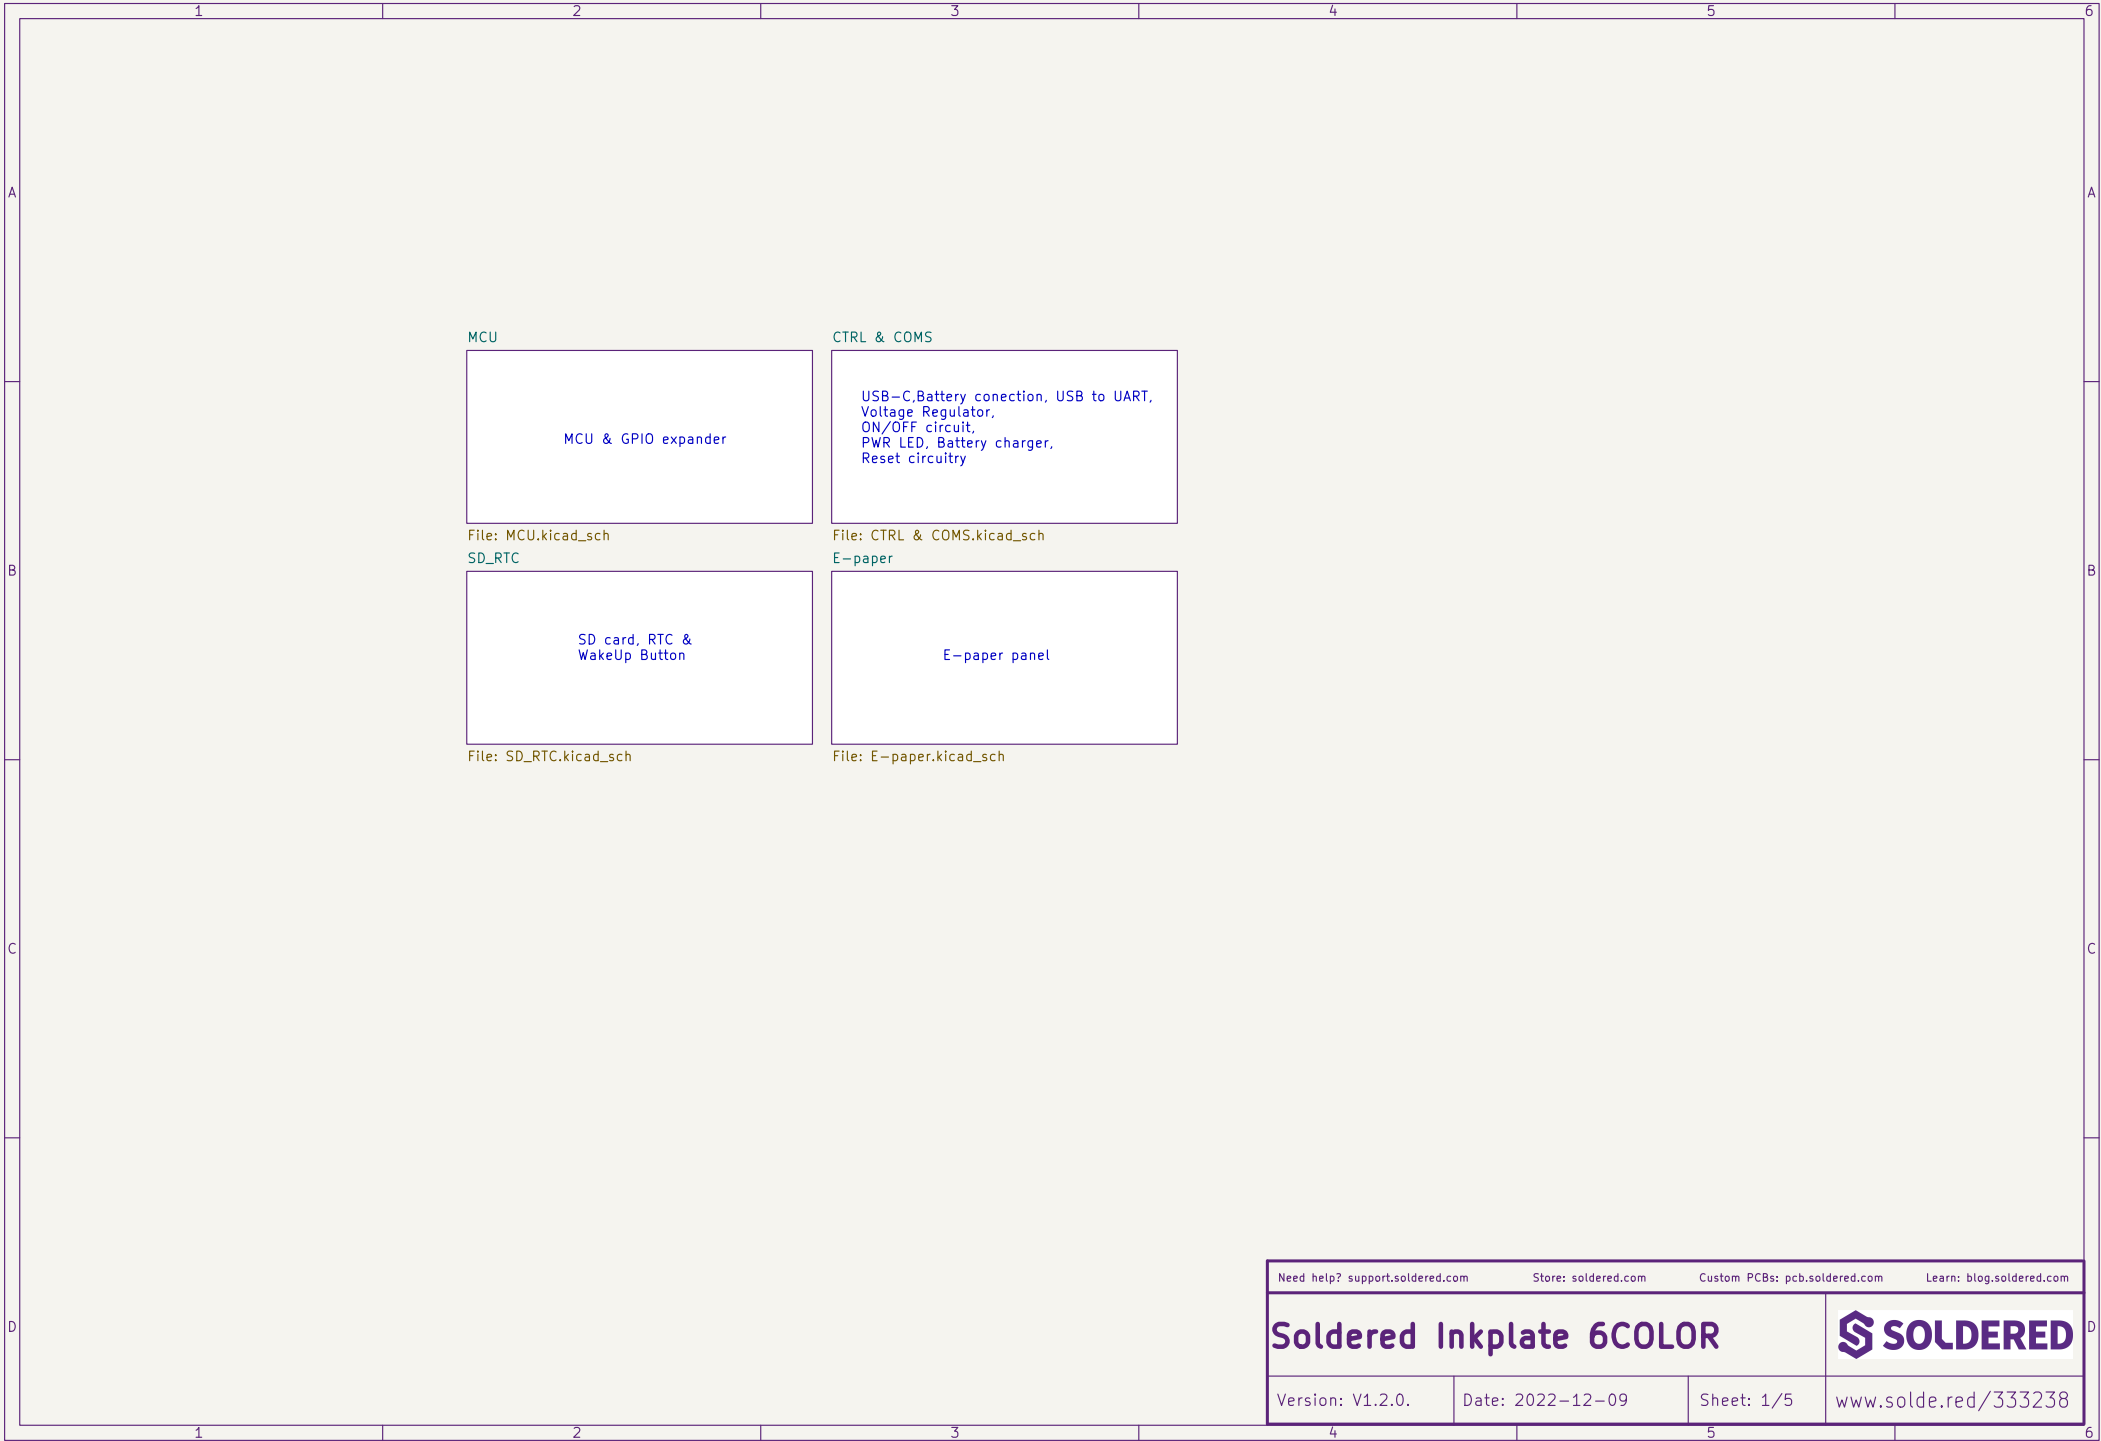 1 2 3 4 5 6
A A
MCU
MCU & GPIO expander
File: MCU.kicad_sch
CTRL & COMS
USB-C,Battery conection, USB to UART,
Voltage Regulator,
ON/OFF circuit,
PWR LED, Battery charger,
Reset circuitry
File: CTRL & COMS.kicad_sch
B B
SD_RTC
SD card, RTC &
WakeUp Button
File: SD_RTC.kicad_sch
E-paper
E-paper panel
File: E-paper.kicad_sch
C C
D D
Need help? support.soldered.com Store: soldered.com Custom PCBs: pcb.soldered.com Learn: blog.soldered.com
Soldered Inkplate 6COLOR
SOLDERED
Version: V1.2.0. Date: 2022-12-09 Sheet: 1/5 www.solde.red/333238
1 2 3 4 5 6